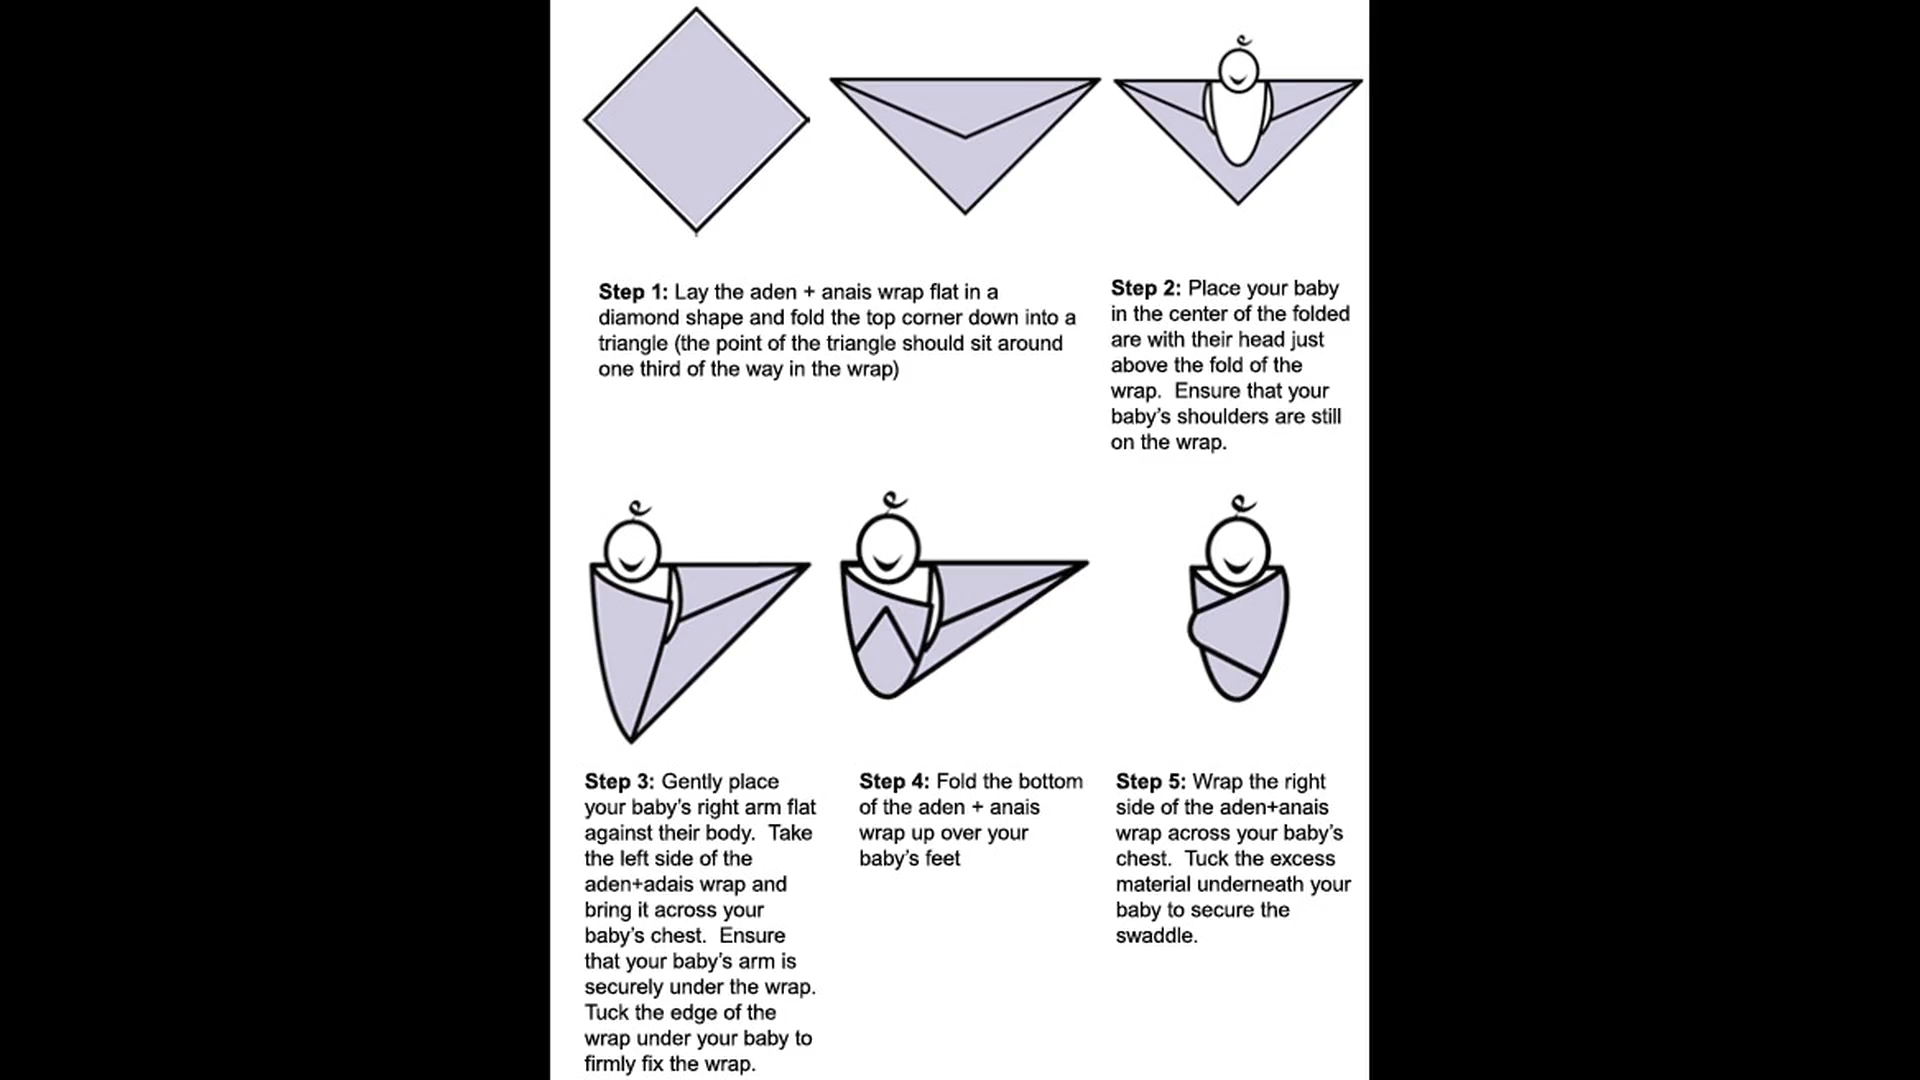 Step 1: Lay the aden + anais wrap flat in a
diamond shape and fold the top corner down into a
triangle (the point of the triangle should sit around
one third of the way in the wrap)
Step 2: Place your baby
in the center of the folded
are with their head just
above the fold of the
wrap.  Ensure that your
baby’s shoulders are still
on the wrap.
Step 3: Gently place
your baby’s right arm flat
against their body.  Take
the left side of the
aden+adais wrap and
bring it across your
baby’s chest.  Ensure
that your baby’s arm is
securely under the wrap.
Tuck the edge of the
wrap under your baby to
firmly fix the wrap.
Step 4: Fold the bottom
of the aden + anais
wrap up over your
baby’s feet
Step 5: Wrap the right
side of the aden+anais
wrap across your baby’s
chest.  Tuck the excess
material underneath your
baby to secure the
swaddle.